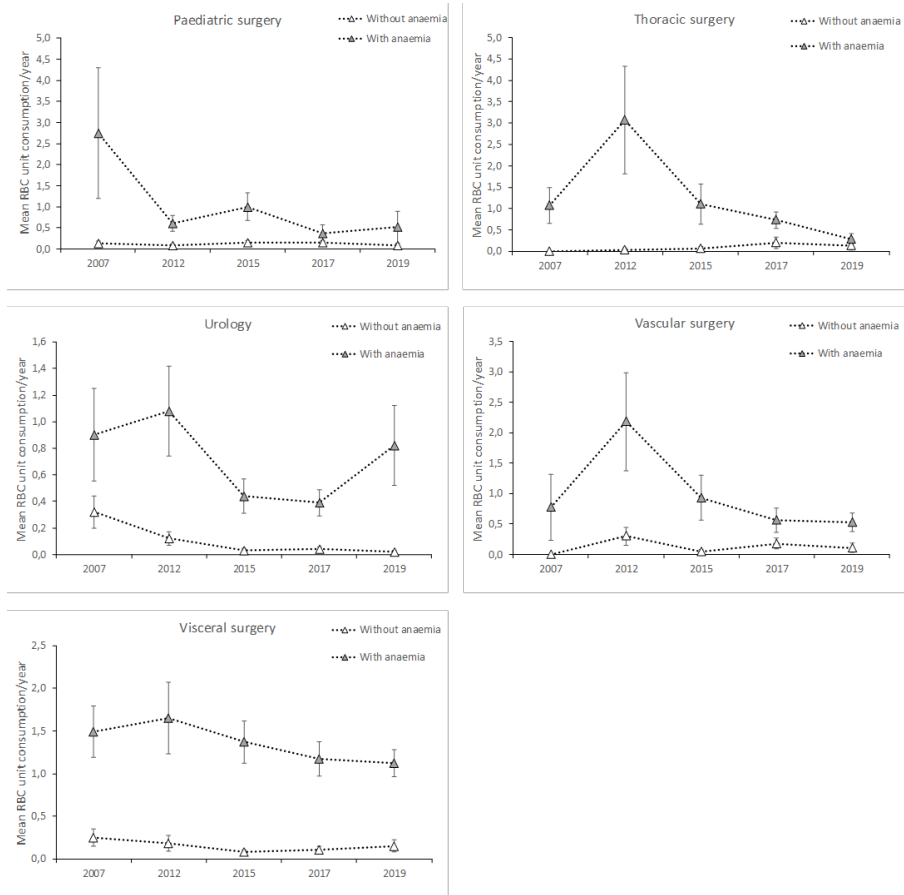 Paediatric surgery
Without anaemia
With anaemia
Mean RBC unit consumption/year
5,0
4,5
4,0
3,5
3,0
2,5
2,0
1,5
1,0
0,5
0,0
2007 2012 2015 2017 2019
Thoracic surgery
Without anaemia
With anaemia
Mean RBC unit consumption/year
5,0
4,5
4,0
3,5
3,0
2,5
2,0
1,5
1,0
0,5
0,0
2007 2012 2015 2017 2019
Urology
Without anaemia
With anaemia
Mean RBC unit consumption/year
1,6
1,4
1,2
1,0
0,8
0,6
0,4
0,2
0,0
2007 2012 2015 2017 2019
Vascular surgery
Without anaemia
With anaemia
Mean RBC unit consumption/year
3,5
3,0
2,5
2,0
1,5
1,0
0,5
0,0
2007 2012 2015 2017 2019
Visceral surgery
Without anaemia
With anaemia
Mean RBC unit consumption/year
2,5
2,0
1,5
1,0
0,5
0,0
2007 2012 2015 2017 2019